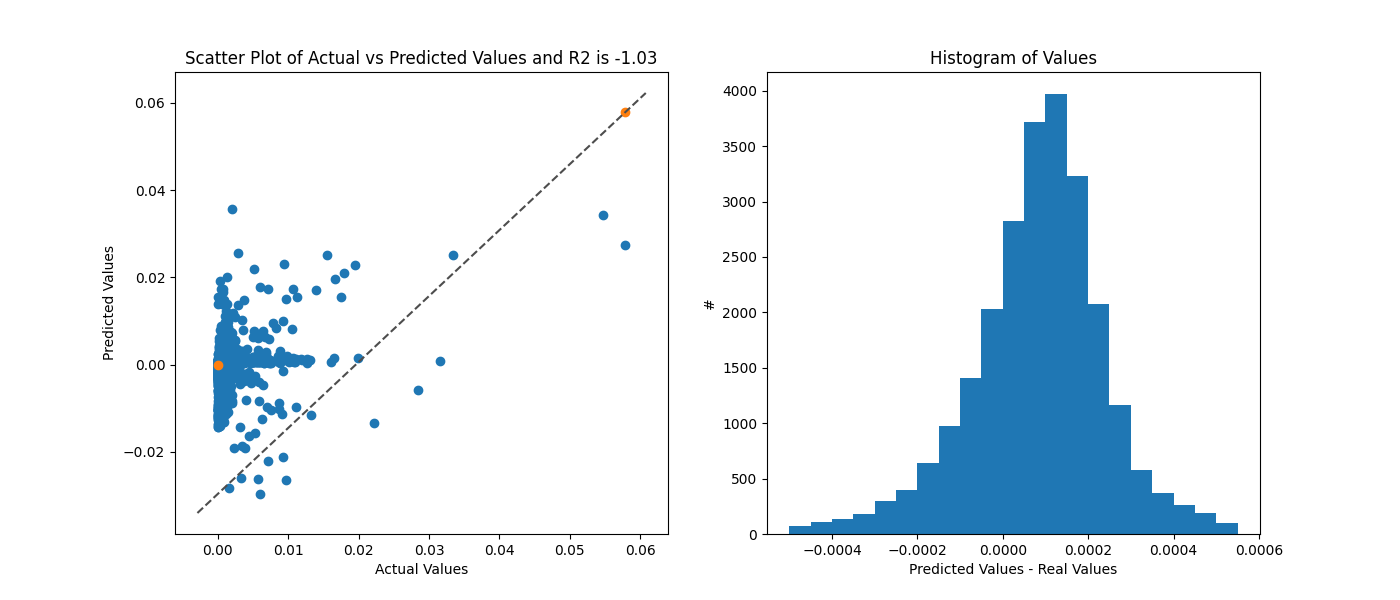 Scatter Plot of Actual vs Predicted Values and R2 is -1.03
0.06
0.04
0.02
0.00
−0.02
Predicted Values
0.00 0.01 0.02 0.03 0.04 0.05 0.06
Actual Values
Histogram of Values
4000
3500
3000
2500
2000
1500
1000
500
0
#
−0.0004 −0.0002 0.0000 0.0002 0.0004 0.0006
Predicted Values - Real Values